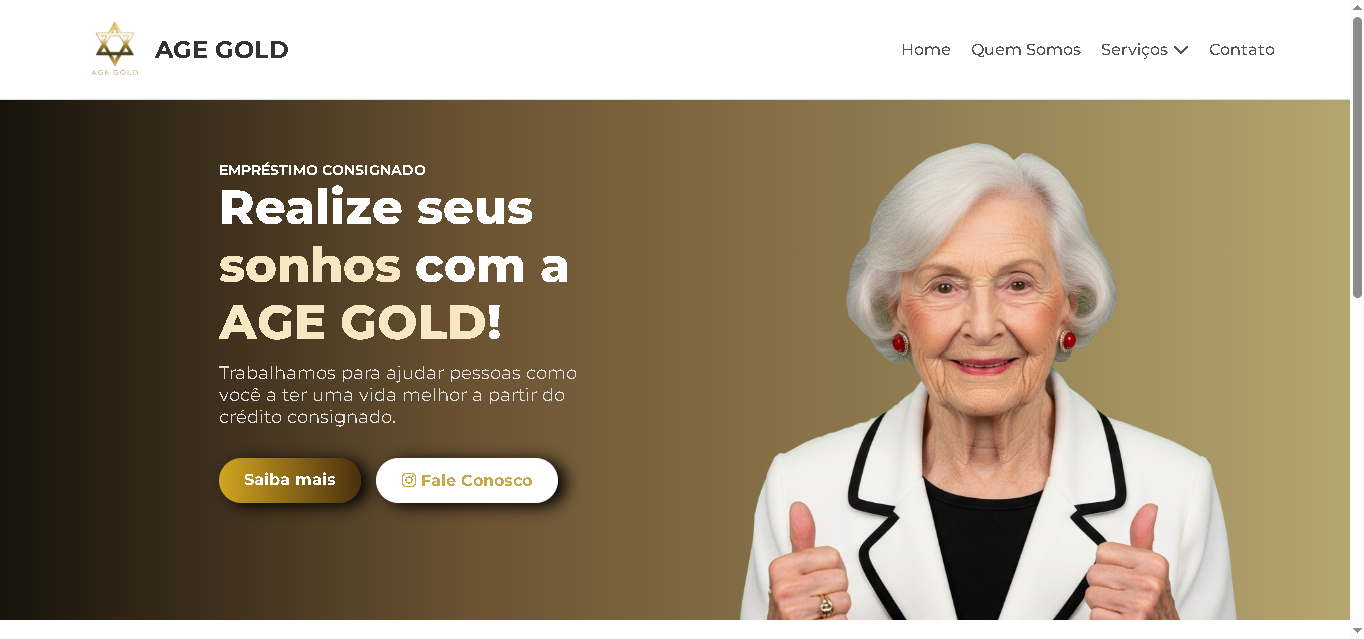 AGE GOLD
AGE GOLD
Home
Quem Somos
Serviços
Contato
EMPRÉSTIMO CONSIGNADO
Realize seus
sonhos com a
AGE GOLD!
Trabalhamos para ajudar pessoas como
você a ter uma vida melhor a partir do
crédito consignado.
Saiba mais
Fale Conosco